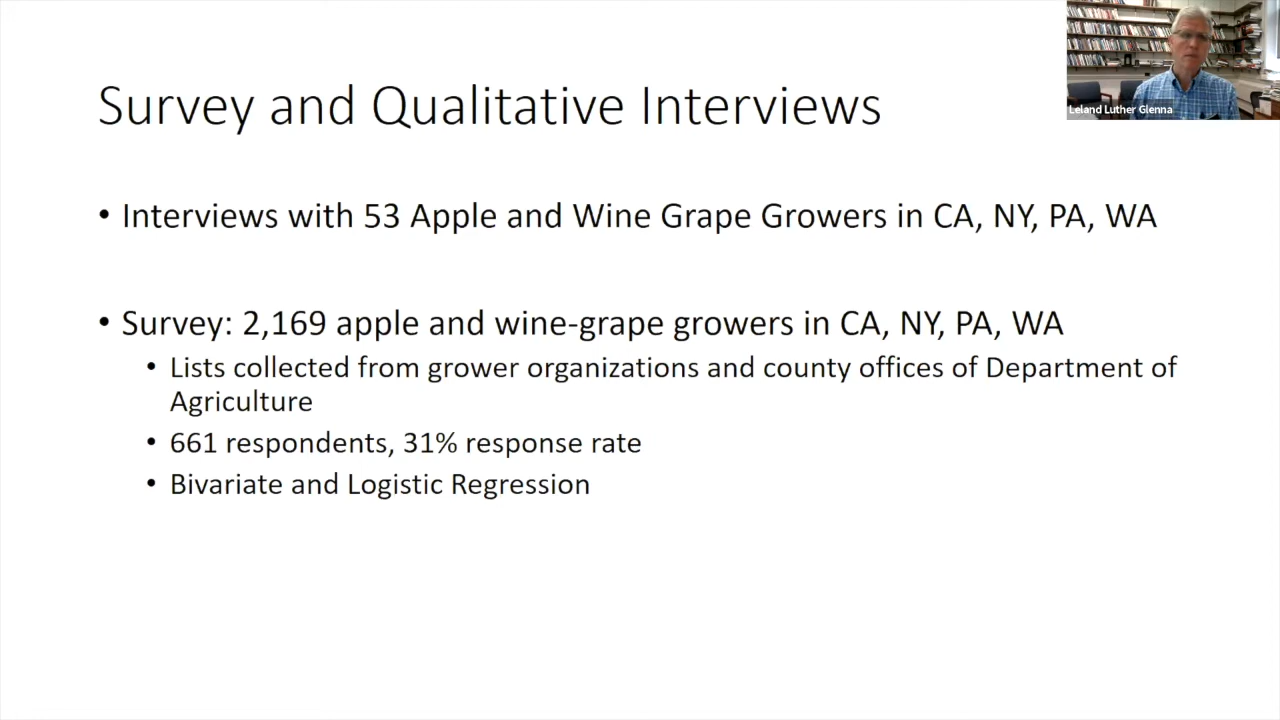 Survey and Qualitative Interviews
Leland Luther Glenna
• Interviews with 53 Apple and Wine Grape Growers in CA, NY, PA, WA
• Survey: 2,169 apple and wine-grape growers in CA, NY, PA, WA
• Lists collected from grower organizations and county offices of Department of
Agriculture
• 661 respondents, 31% response rate
• Bivariate and Logistic Regression